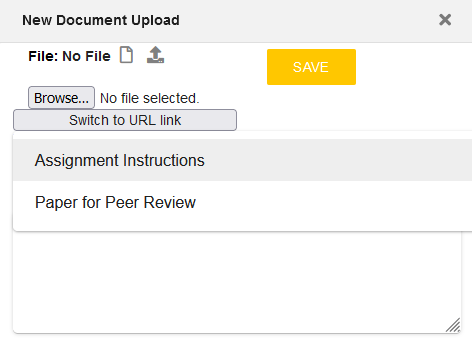 New Document Upload
File: No File
SAVE
Browse... No file selected.
Switch to URL link
Assignment Instructions
Paper for Peer Review